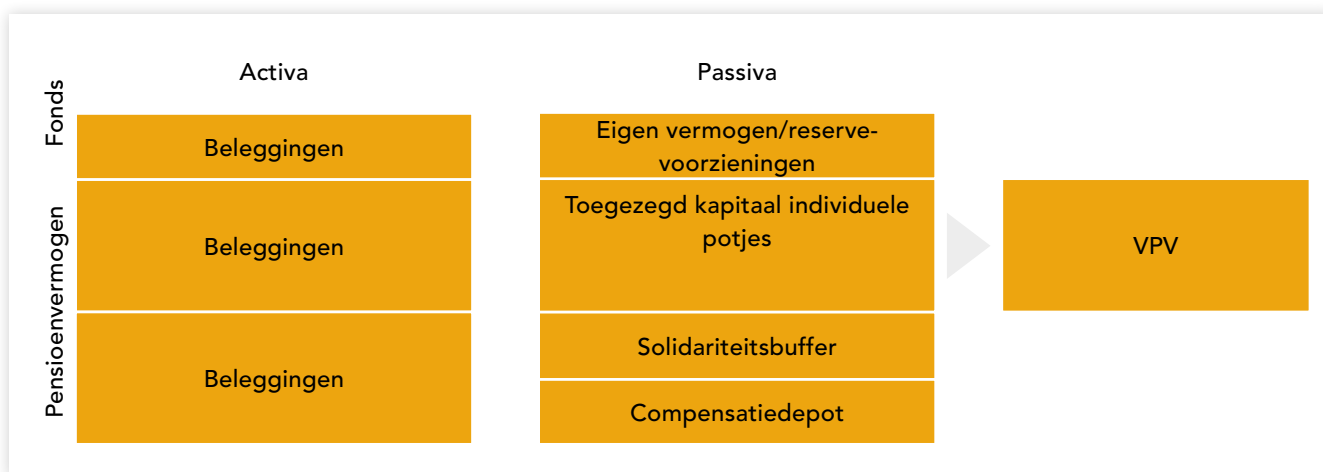 Activa
Passiva
Fonds
Beleggingen
Eigen vermogen/reserve-
voorzieningen
Pensioenvermogen
Beleggingen
Toegezegd kapitaal individuele
potjes
VPV
Beleggingen
Solidariteitsbuffer
Compensatiedepot